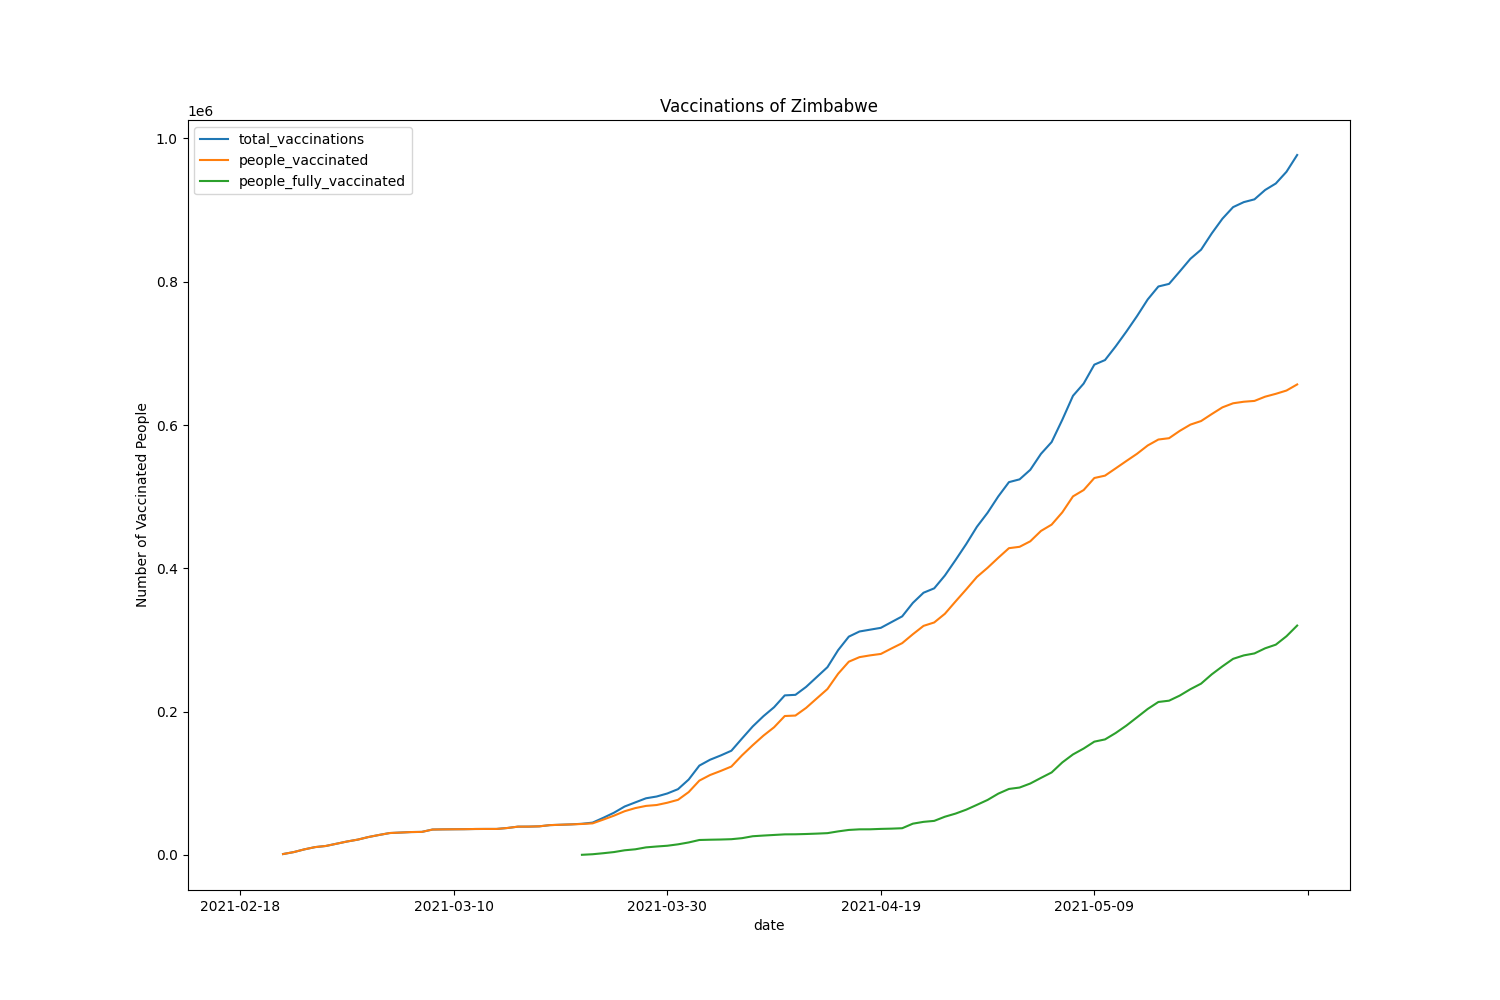 Vaccinations of Zimbabwe
1e6
total_vaccinations
people_vaccinated
people_fully_vaccinated
1.0
0.8
0.6
0.4
0.2
0.0
Number of Vaccinated People
2021-02-18 2021-03-10 2021-03-30 2021-04-19 2021-05-09
date